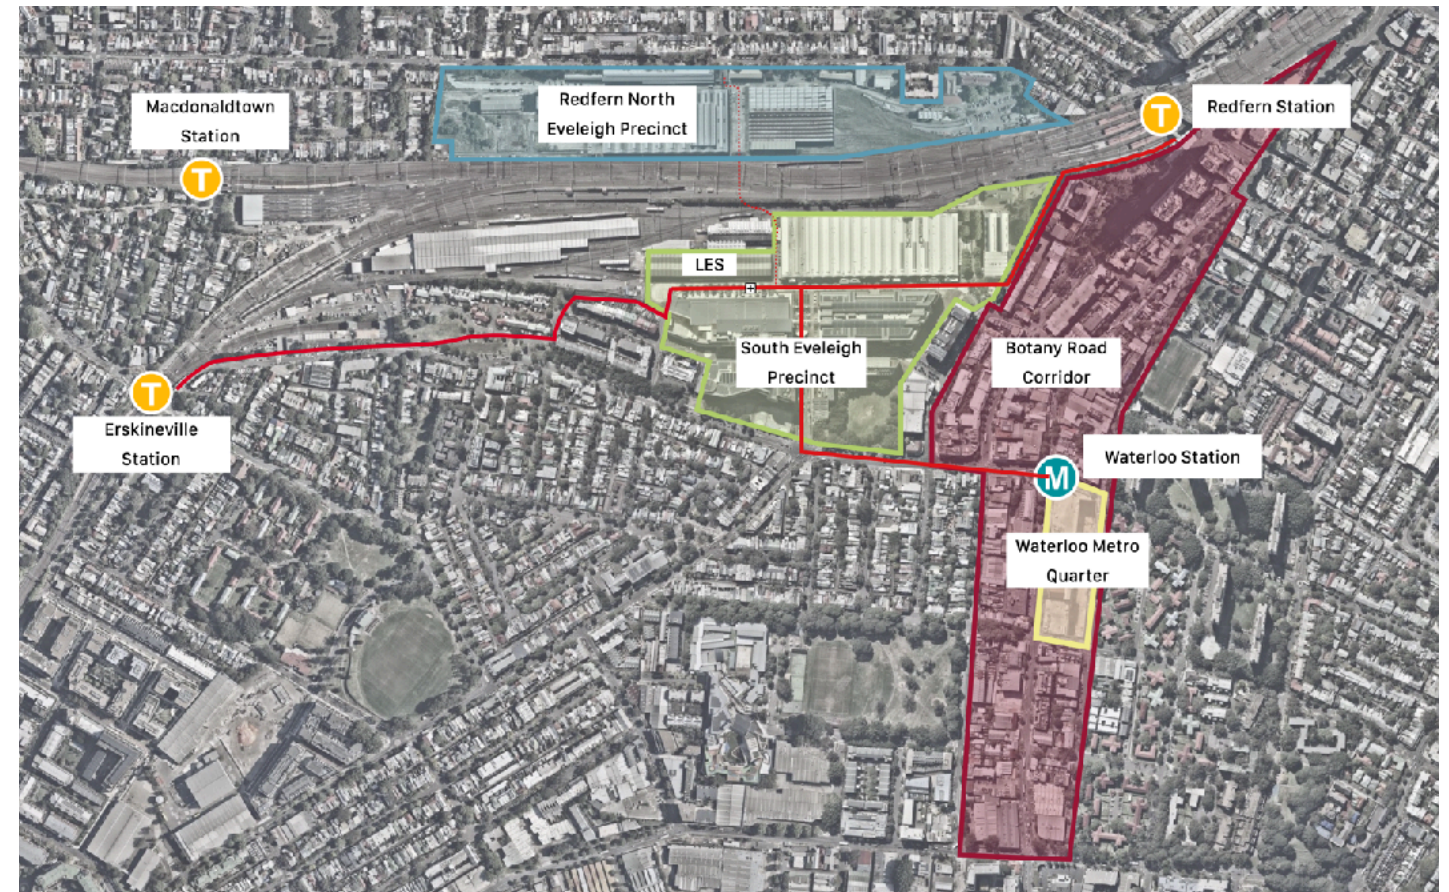 Macdonaldtown
Station
T
Redfern North
Eveleigh Precinct
T
Redfern Station
LES
South Eveleigh
Precinct
Botany Road
Corridor
T
Erskineville
Station
M
Waterloo Station
Waterloo Metro
Quarter